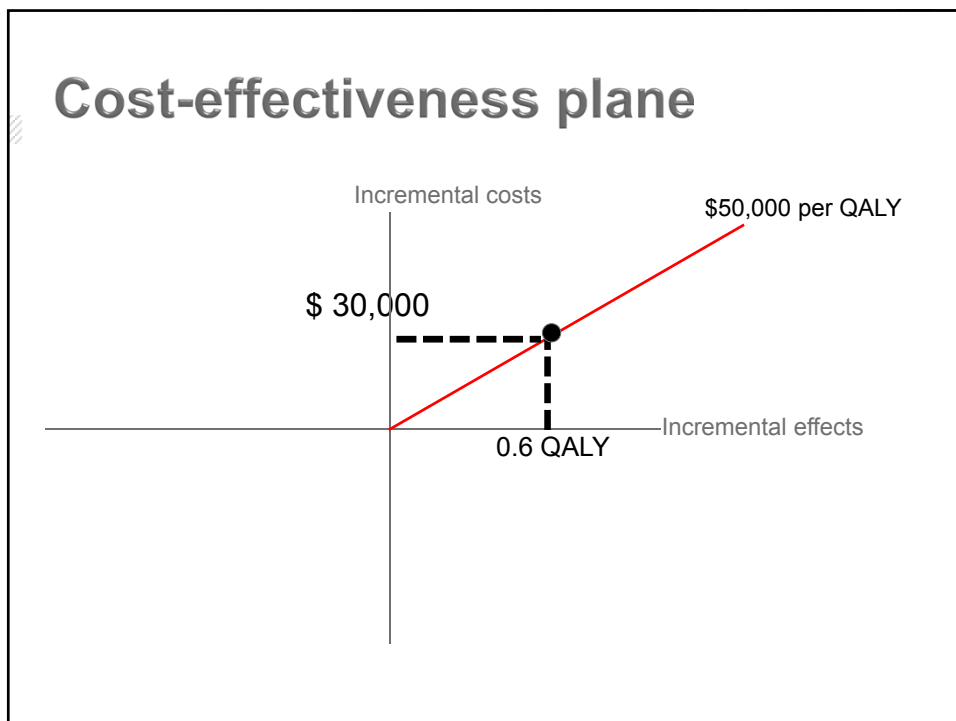 Cost-effectiveness plane
Incremental costs
$50,000 per QALY
$ 30,000
Incremental effects
0.6 QALY